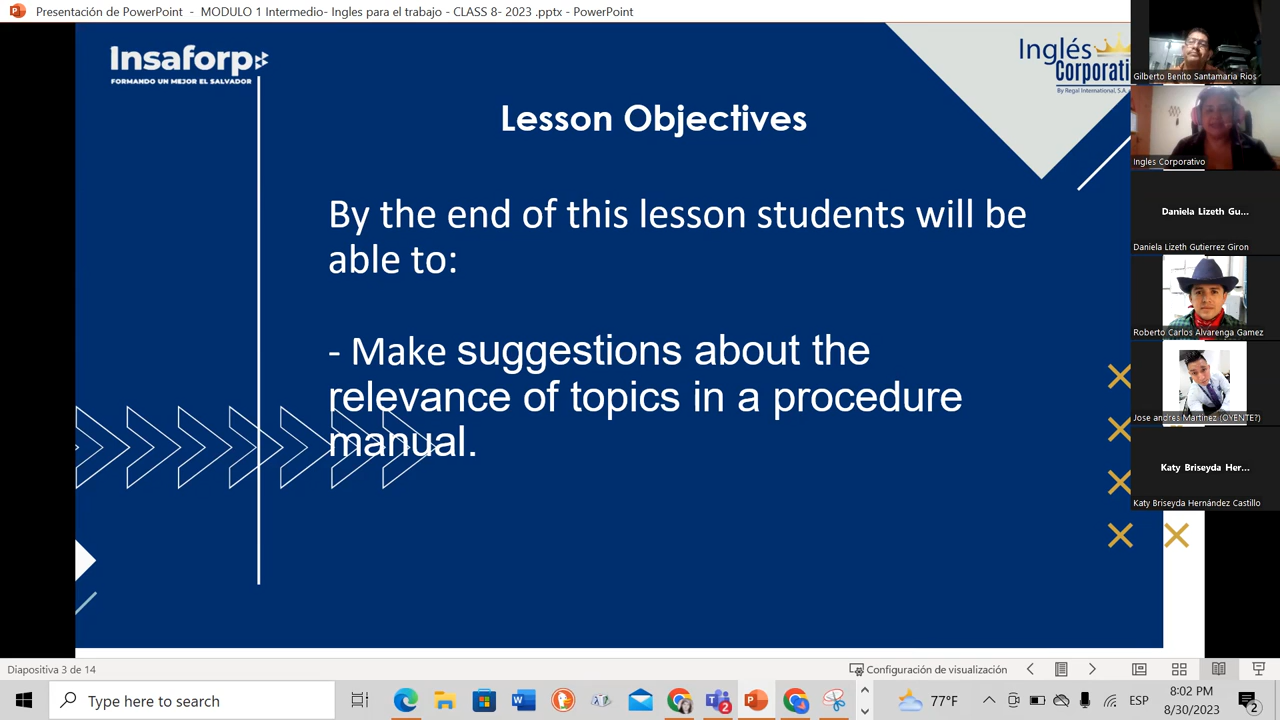 Presentación de PowerPoint - MODULO 1 Intermedio- Ingles para el trabajo - CLASS 8- 2023 .pptx - PowerPoint
Insaforp
FORMANDO UN MEJOR EL SALVADOR
Inglés
Corporati
By Regal International, S.A.
Lesson Objectives
By the end of this lesson students will be
able to:
- Make suggestions about the
relevance of topics in a procedure
manual.
Gilberto Benito Santamaria Rios
Ingles Corporativo
Daniela Lizeth Gu...
Daniela Lizeth Gutierrez Giron
Roberto Carlos Alvarenga Gamez
Jose andres Martinez (OYENTE?)
Katy Briseyda Her...
Katy Briseyda Hernández Castillo
Diapositiva 3 de 14
Configuración de visualización
Type here to search
2
77°F
ESP
8:02 PM
8/30/2023
2